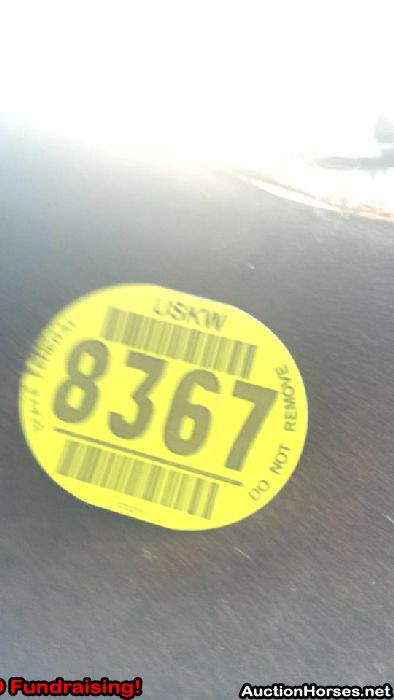 USKW
8367
DO NOT REMOVE
Fundraising!
AuctionHorses.net